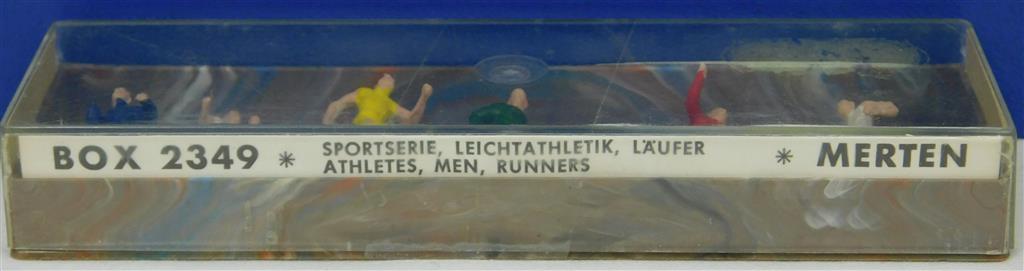 BOX 2349 * SPORTSERIE, LEICHTATHLETIK, LÄUFER * MERTEN
ATHLETES, MEN, RUNNERS